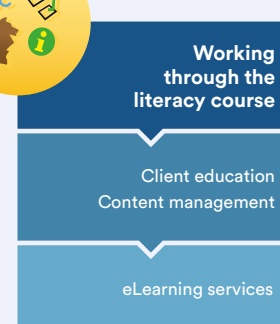 Working
through the
literacy course
Client education
Content management
eLearning services